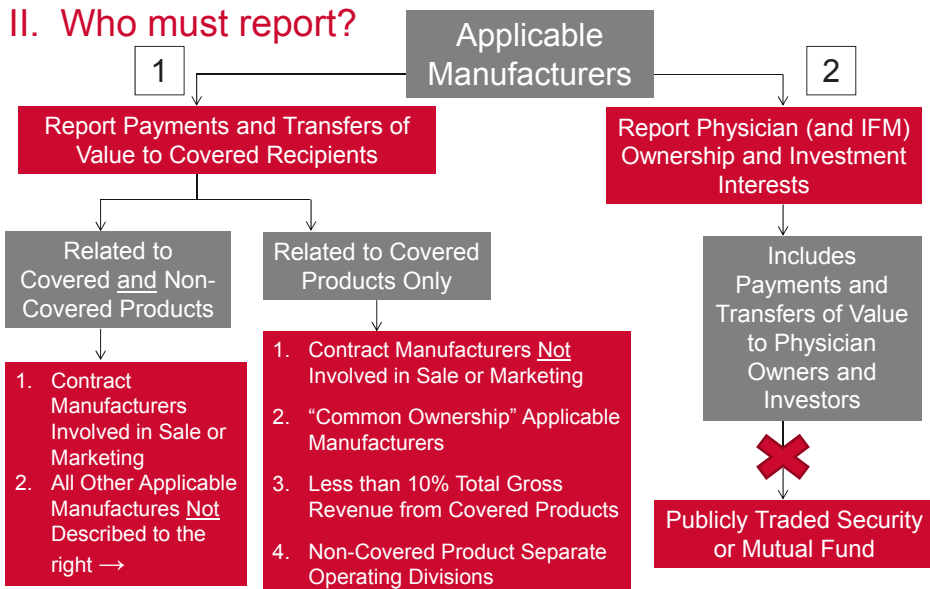 II. Who must report?
Applicable
Manufacturers
1
2
Report Payments and Transfers of
Value to Covered Recipients
Report Physician (and IFM)
Ownership and Investment
Interests
Related to
Covered and Non-
Covered Products
Related to Covered
Products Only
Includes
Payments and
Transfers of Value
to Physician
Owners and
Investors
1. Contract
Manufacturers
Involved in Sale or
Marketing
2. All Other Applicable
Manufactures Not
Described to the
right →
1. Contract Manufacturers Not
Involved in Sale or Marketing
2. “Common Ownership” Applicable
Manufacturers
3. Less than 10% Total Gross
Revenue from Covered Products
4. Non-Covered Product Separate
Operating Divisions
Publicly Traded Security
or Mutual Fund